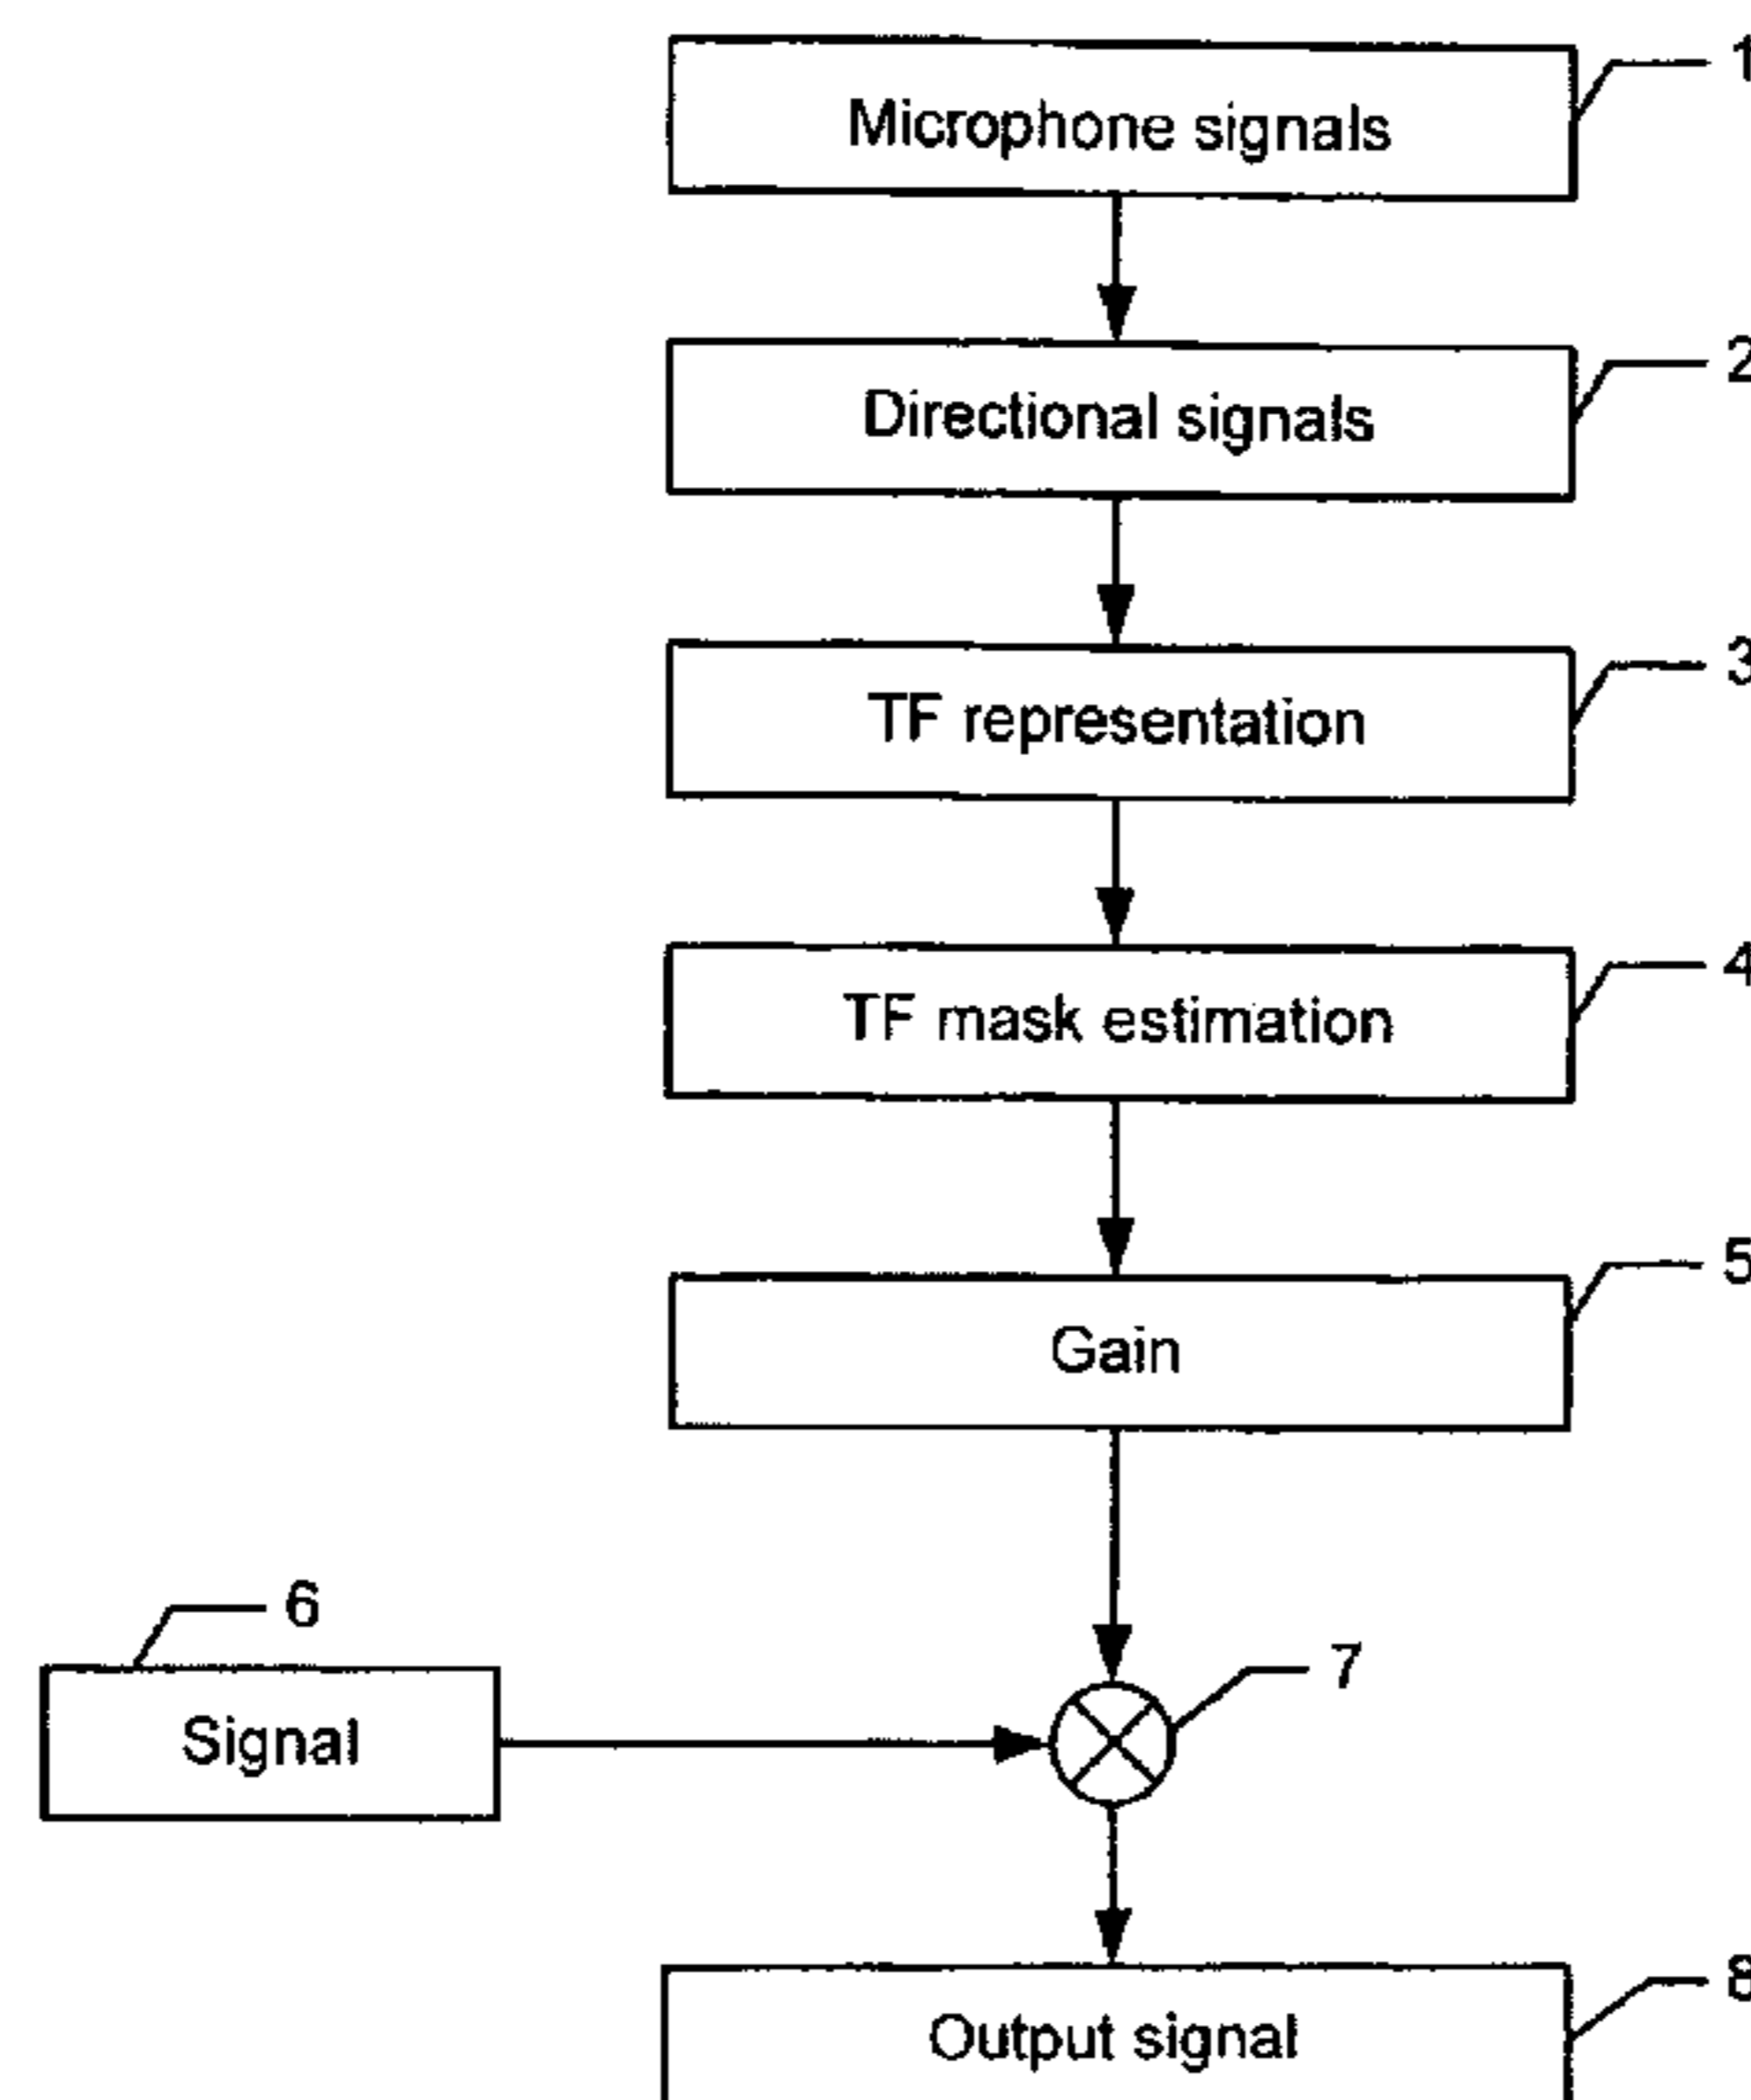 1
Microphone signals
2
Directional signals
3
TF representation
4
TF mask estimation
5
Gain
6
7
Signal
8
Output signal